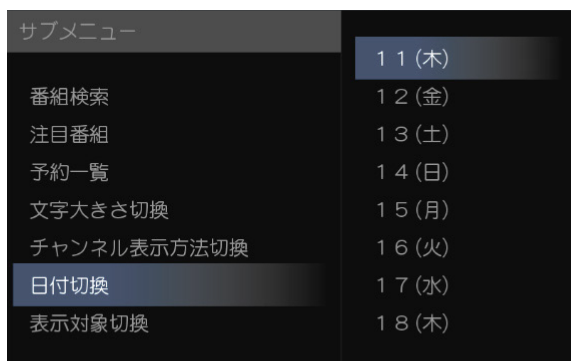 サブメニュー
番組検索
注目番組
予約一覧
文字大きさ切換
チャンネル表示方法切換
日付切換
表示対象切換
１１(木)
１２(金)
１３(土)
１４(日)
１５(月)
１６(火)
１７(水)
１８(木)